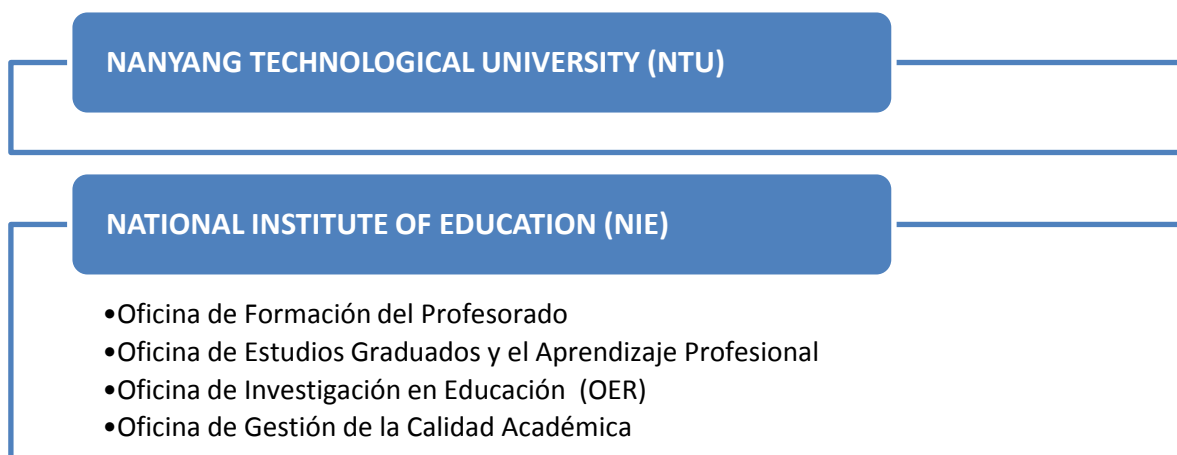 NANYANG TECHNOLOGICAL UNIVERSITY (NTU)
NATIONAL INSTITUTE OF EDUCATION (NIE)
•Oficina de Formación del Profesorado
•Oficina de Estudios Graduados y el Aprendizaje Profesional
•Oficina de Investigación en Educación  (OER)
•Oficina de Gestión de la Calidad Académica